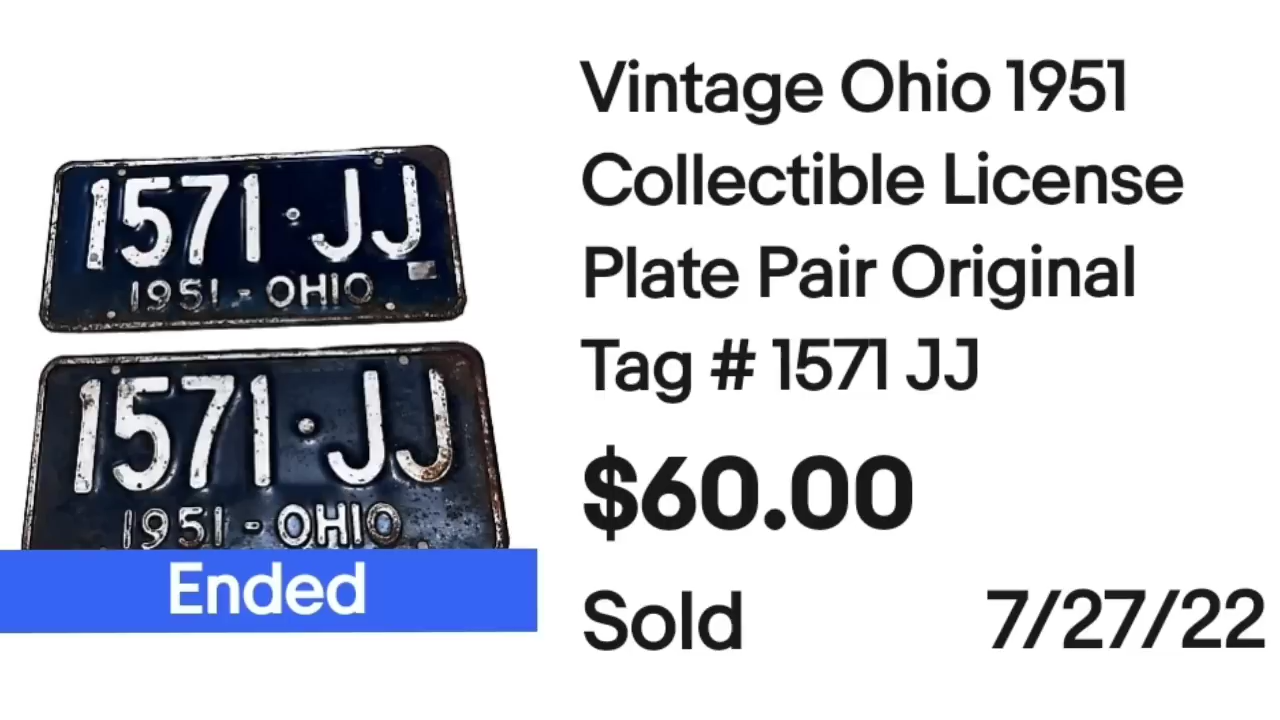 1571·JJ
1951-OHIO
1571·JJ
1951-OHIO
Ended
Vintage Ohio 1951
Collectible License
Plate Pair Original
Tag # 1571 JJ
$60.00
Sold 7/27/22